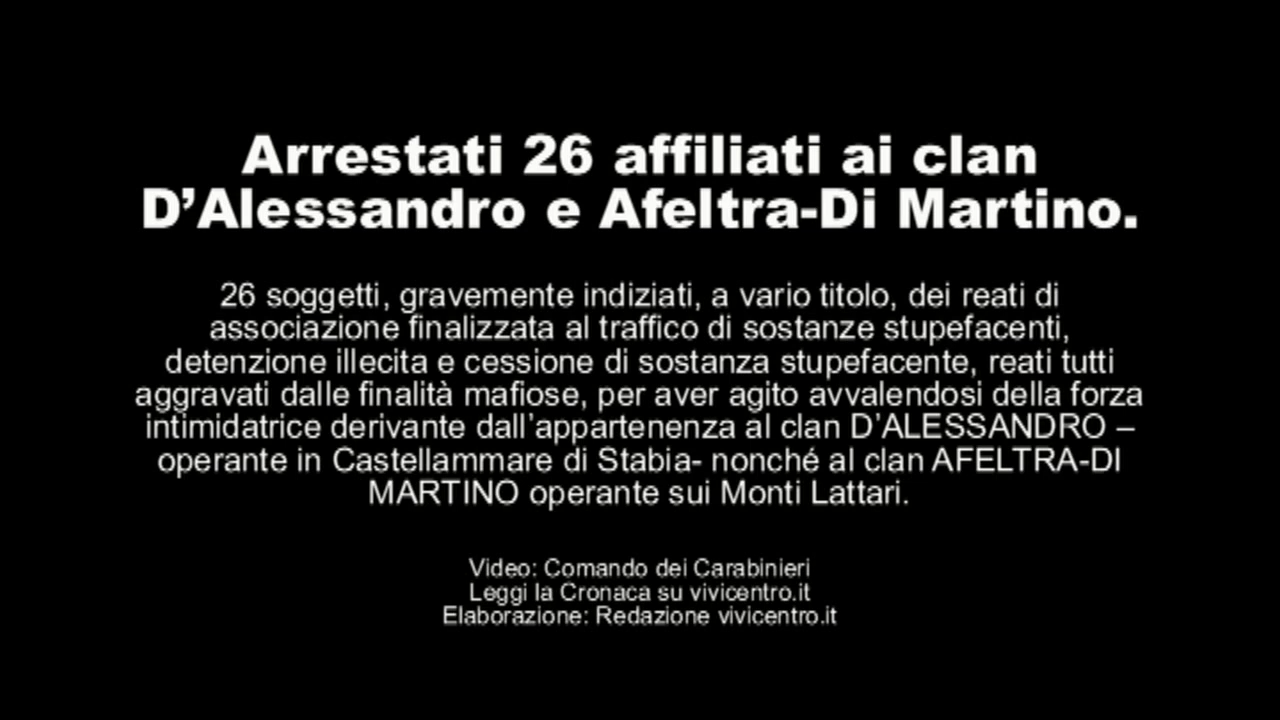 Arrestati 26 affiliati ai clan
D’Alessandro e Afeltra-Di Martino.
26 soggetti, gravemente indiziati, a vario titolo, dei reati di
associazione finalizzata al traffico di sostanze stupefacenti,
detenzione illecita e cessione di sostanza stupefacente, reati tutti
aggravati dalle finalità mafiose, per aver agito avvalendosi della forza
intimidatrice derivante dall’appartenenza al clan D’ALESSANDRO –
operante in Castellammare di Stabia- nonché al clan AFELTRA-DI
MARTINO operante sui Monti Lattari.
Video: Comando dei Carabinieri
Leggi la Cronaca su vivicentro.it
Elaborazione: Redazione vivicentro.it